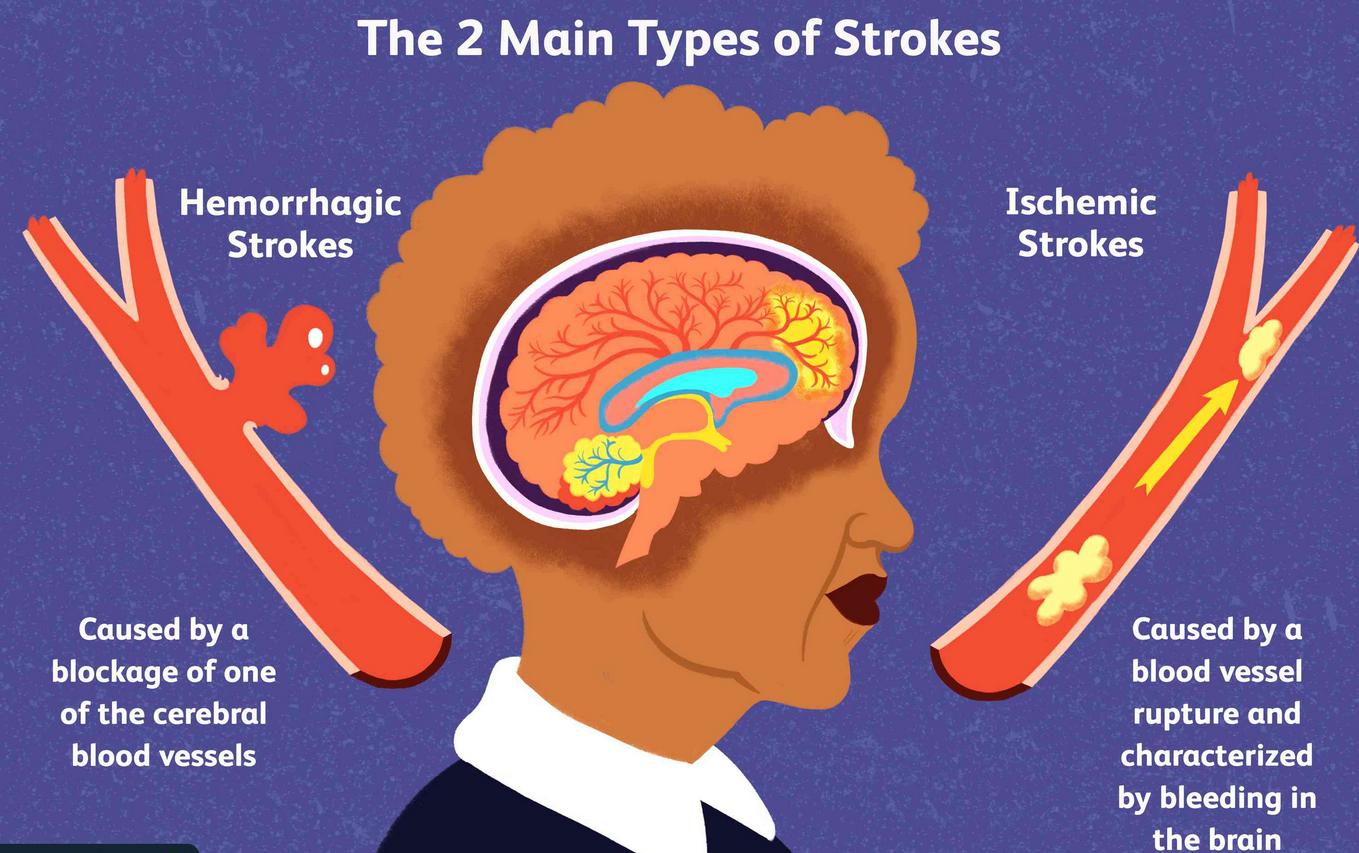 The 2 Main Types of Strokes
Hemorrhagic
Strokes
Ischemic
Strokes
Caused by a
blockage of one
of the cerebral
blood vessels
Caused by a
blood vessel
rupture and
characterized
by bleeding in
the brain